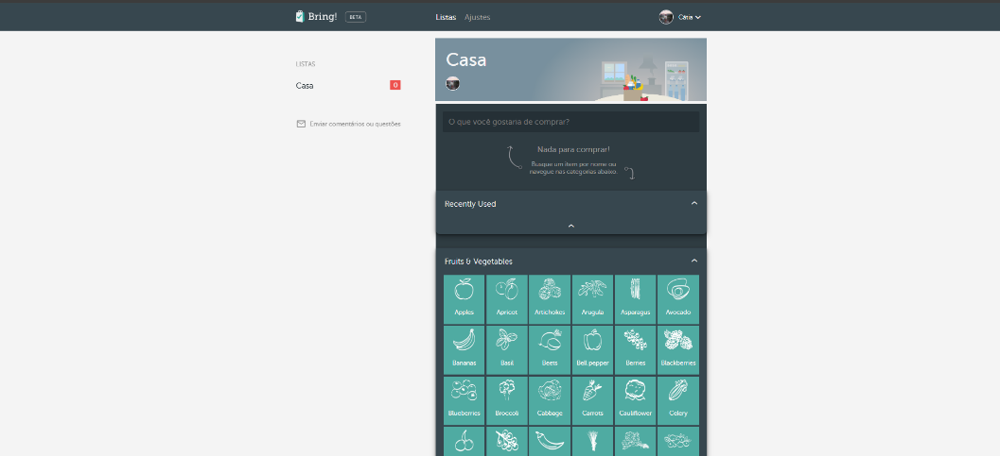 Bring!
BETA
Listas
Ajustes
Cátia
LISTAS
Casa
0
Enviar comentários ou questões
Casa
O que você gostaria de comprar?
Nada para comprar!
Busque um item por nome ou
navegue nas categorias abaixo.
Recently Used
Fruits & Vegetables
Apples
Apricot
Artichokes
Arugula
Asparagus
Avocado
Bananas
Basil
Beets
Bell pepper
Berries
Blackberries
Blueberries
Broccoli
Cabbage
Carrots
Cauliflower
Celery